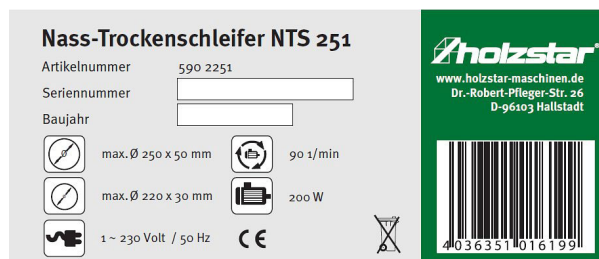 Nass-Trockenschleifer NTS 251
Artikelnummer 590 2251
Seriennummer
Baujahr
max. Ø 250 x 50 mm
90 1/min
max. Ø 220 x 30 mm
200 W
1 ~ 230 Volt / 50 Hz
CE
holzstar®
www.holzstar-maschinen.de
Dr.-Robert-Pfleger-Str. 26
D-96103 Hallstadt
4 036351 016199